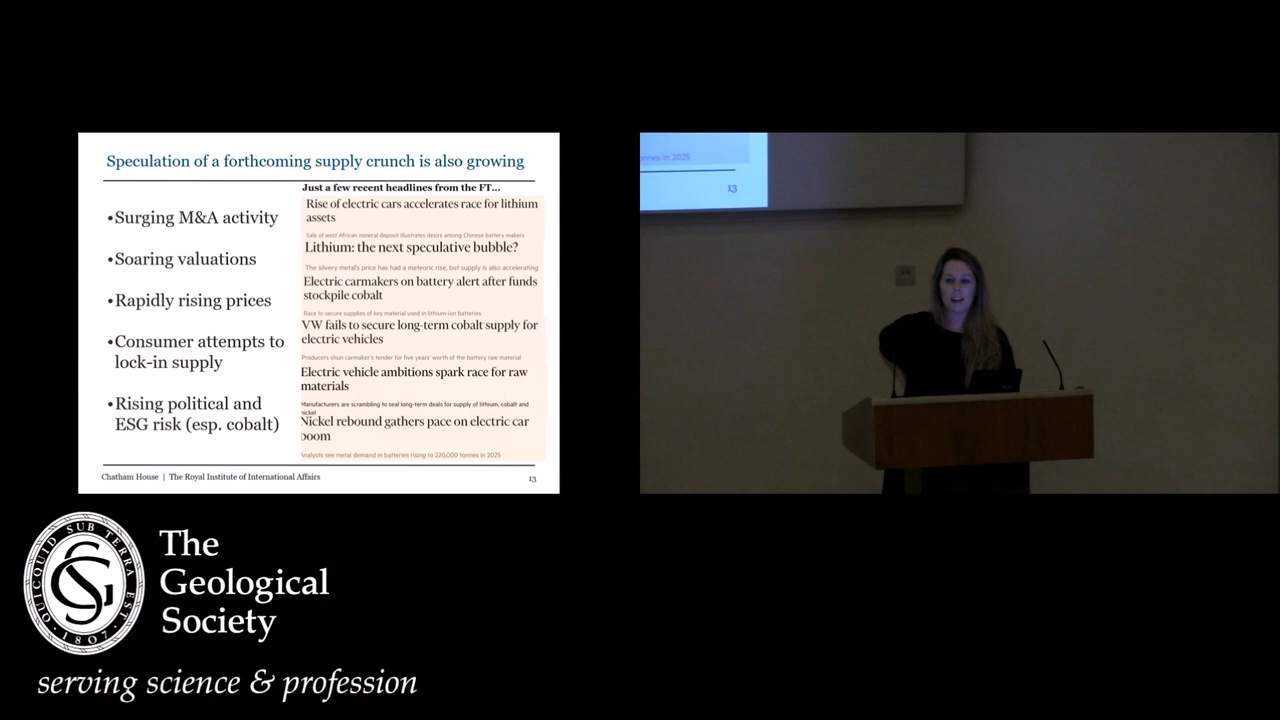 Speculation of a forthcoming supply crunch is also growing
•Surging M&A activity
•Soaring valuations
•Rapidly rising prices
•Consumer attempts to
lock-in supply
•Rising political and
ESG risk (esp. cobalt)
Just a few recent headlines from the FT...
Rise of electric cars accelerates race for lithium
assets
Sale of west African mineral deposit illustrates desire among Chinese battery makers
Lithium: the next speculative bubble?
The silvery metal's price has had a meteoric rise, but supply is also accelerating
Electric carmakers on battery alert after funds
stockpile cobalt
Race to secure supplies of key material used in lithium-ion batteries
VW fails to secure long-term cobalt supply for
electric vehicles
Producers shun carmaker's tender for five years' worth of the battery raw material
Electric vehicle ambitions spark race for raw
materials
Manufacturers are scrambling to seal long-term deals for supply of lithium, cobalt and
nickel
Nickel rebound gathers pace on electric car
boom
Analysts see metal demand in batteries rising to 220,000 tonnes in 2025
Chatham House | The Royal Institute of International Affairs
13
tonnes in 2025
13
QUICQUID SUB TERRA EST
1807
The
Geological
Society
serving science & profession